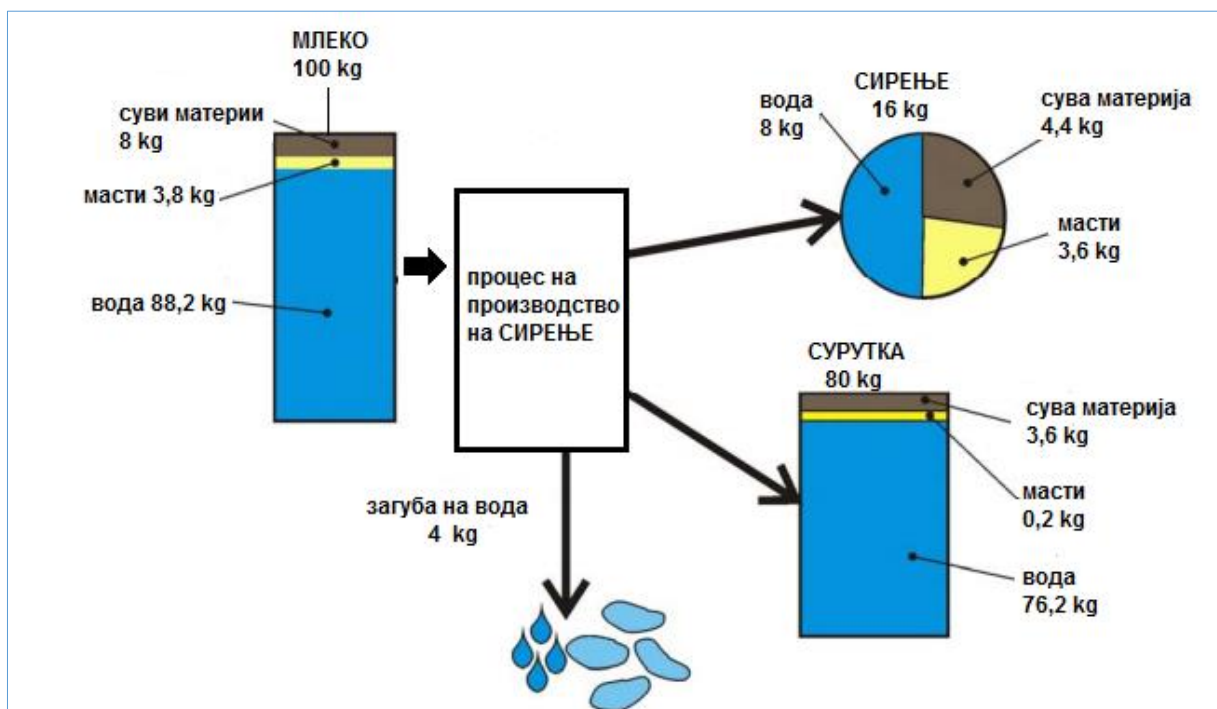 МЛЕКО
100 kg
суви материи
8 kg
масти 3,8 kg
вода 88,2 kg
процес на
производство
на СИРЕЊЕ
СИРЕЊЕ
16 kg
вода
8 kg
сува материја
4,4 kg
масти
3,6 kg
СУРУТКА
80 kg
сува материја
3,6 kg
масти
0,2 kg
вода
76,2 kg
загуба на вода
4 kg